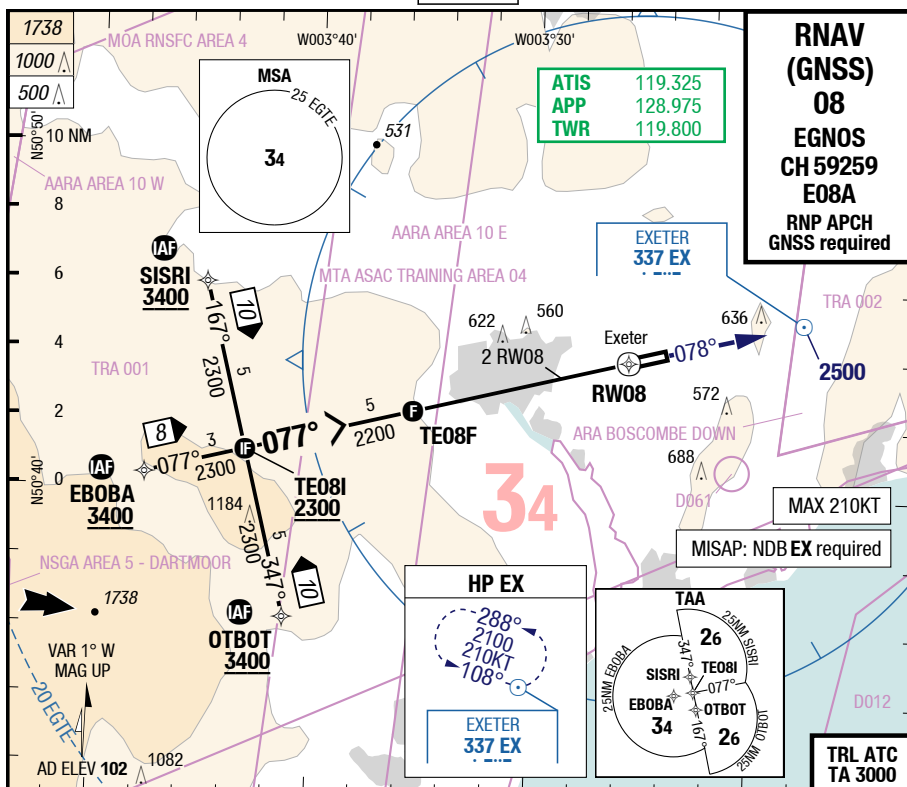 1738
1000
500
MOA RNSFC AREA 4
W003°40'
W003°30'
RNAV
(GNSS)
08
EGNOS
CH 59259
E08A
RNP APCH
GNSS required
MSA
25 EGTE
34
ATIS 119.325
APP 128.975
TWR 119.800
N50°50'
10 NM
531
AARA AREA 10 W
8
AARA AREA 10 E
EXETER
337 EX
IAF
SISRI
3400
6
MTA ASAC TRAINING AREA 04
TRA 002
10
167°
2300
5
4
622
560
636
Exeter
2 RW08
078°
2500
RW08
TRA 001
572
2
8
3
077°
2300
IF
077°
5
2200
F
TE08F
ARA BOSCOMBE DOWN
N50°40'
0
IAF
EBOBA
3400
TE08I
2300
1184
34
688
D061
MAX 210KT
MISAP: NDB EX required
5
2300
347°
10
NSGA AREA 5 - DARTMOOR
1738
IAF
OTBOT
3400
HP EX
288°
2100
210KT
108°
EXETER
337 EX
TAA
26
25NM SISRI
347°
SISRI
TE08I
077°
25NM EBOBA
EBOBA
OTBOT
34
167°
26
25NM OTBOT
VAR 1° W
MAG UP
20 EGTE
D012
AD ELEV 102
1082
TRL ATC
TA 3000